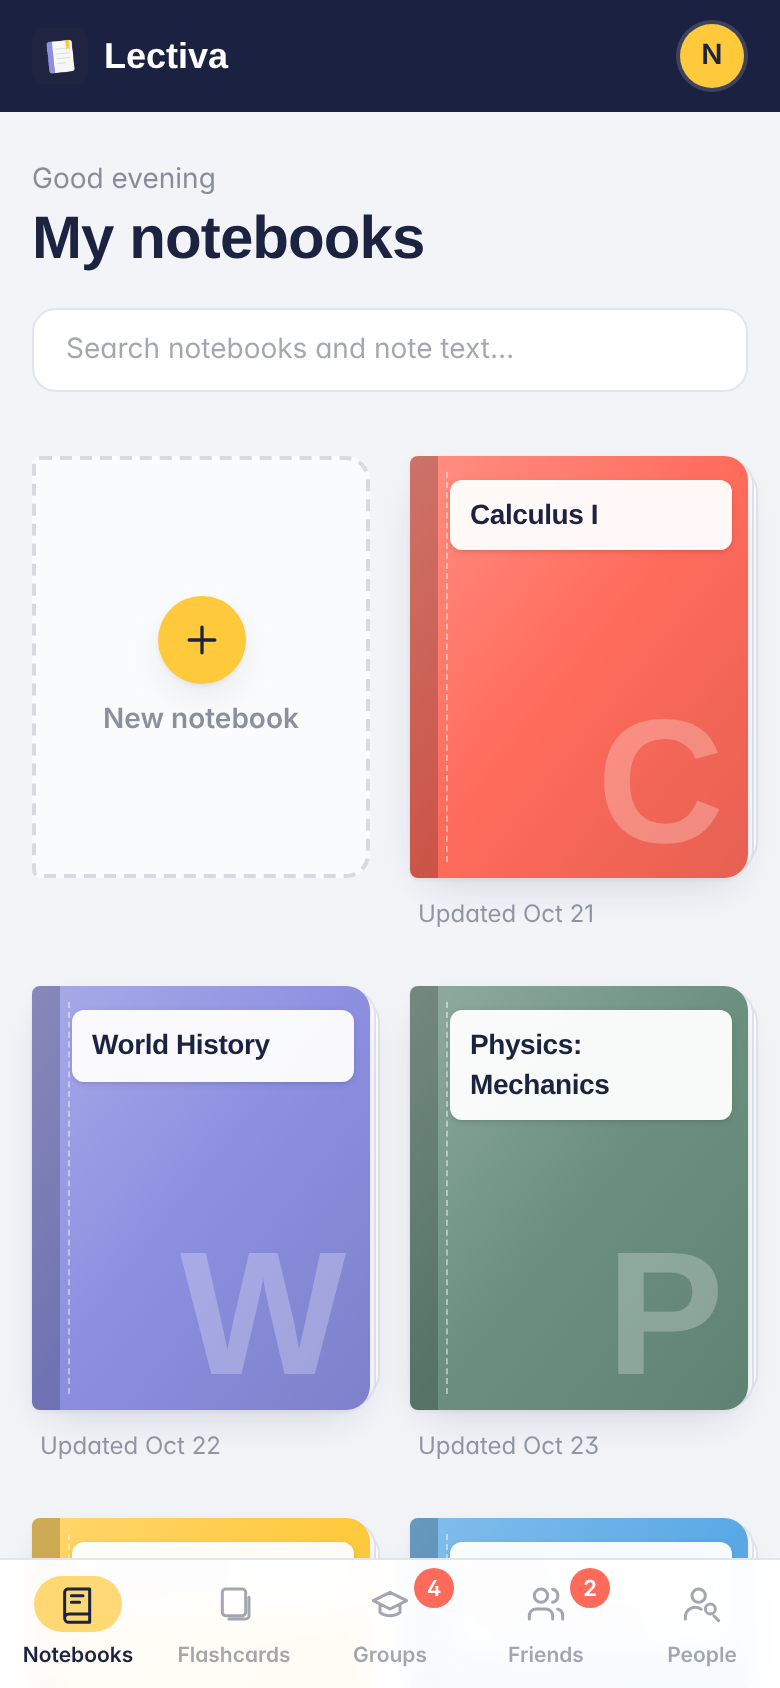 Lectiva
N
Good evening
My notebooks
Search notebooks and note text...
New notebook
Calculus I
C
Updated Oct 21
World History
W
Updated Oct 22
Physics:
Mechanics
P
Updated Oct 23
4
2
Notebooks
Flashcards
Groups
Friends
People